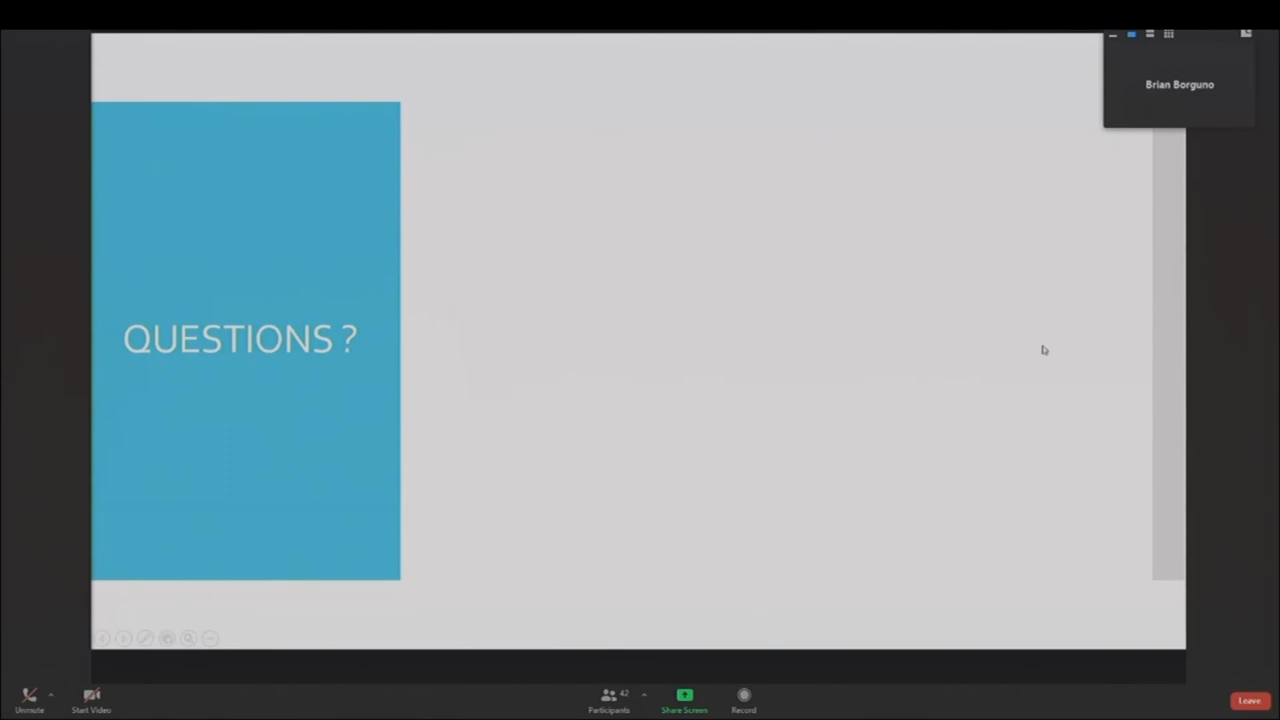 Brian Borguno
QUESTIONS ?
Unmute
Start Video
42
Participants
Share Screen
Record
Leave